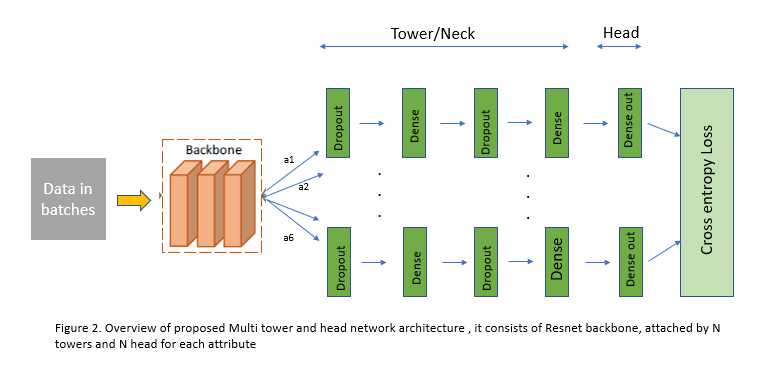 Tower/Neck
Head
Backbone
Data in
batches
a1
a2
a6
Dropout
Dense
Dropout
Dense
Dense out
Dropout
Dense
Dropout
Dense
Dense out
Cross entropy Loss
Figure 2. Overview of proposed Multi tower and head network architecture , it consists of Resnet backbone, attached by N
towers and N head for each attribute